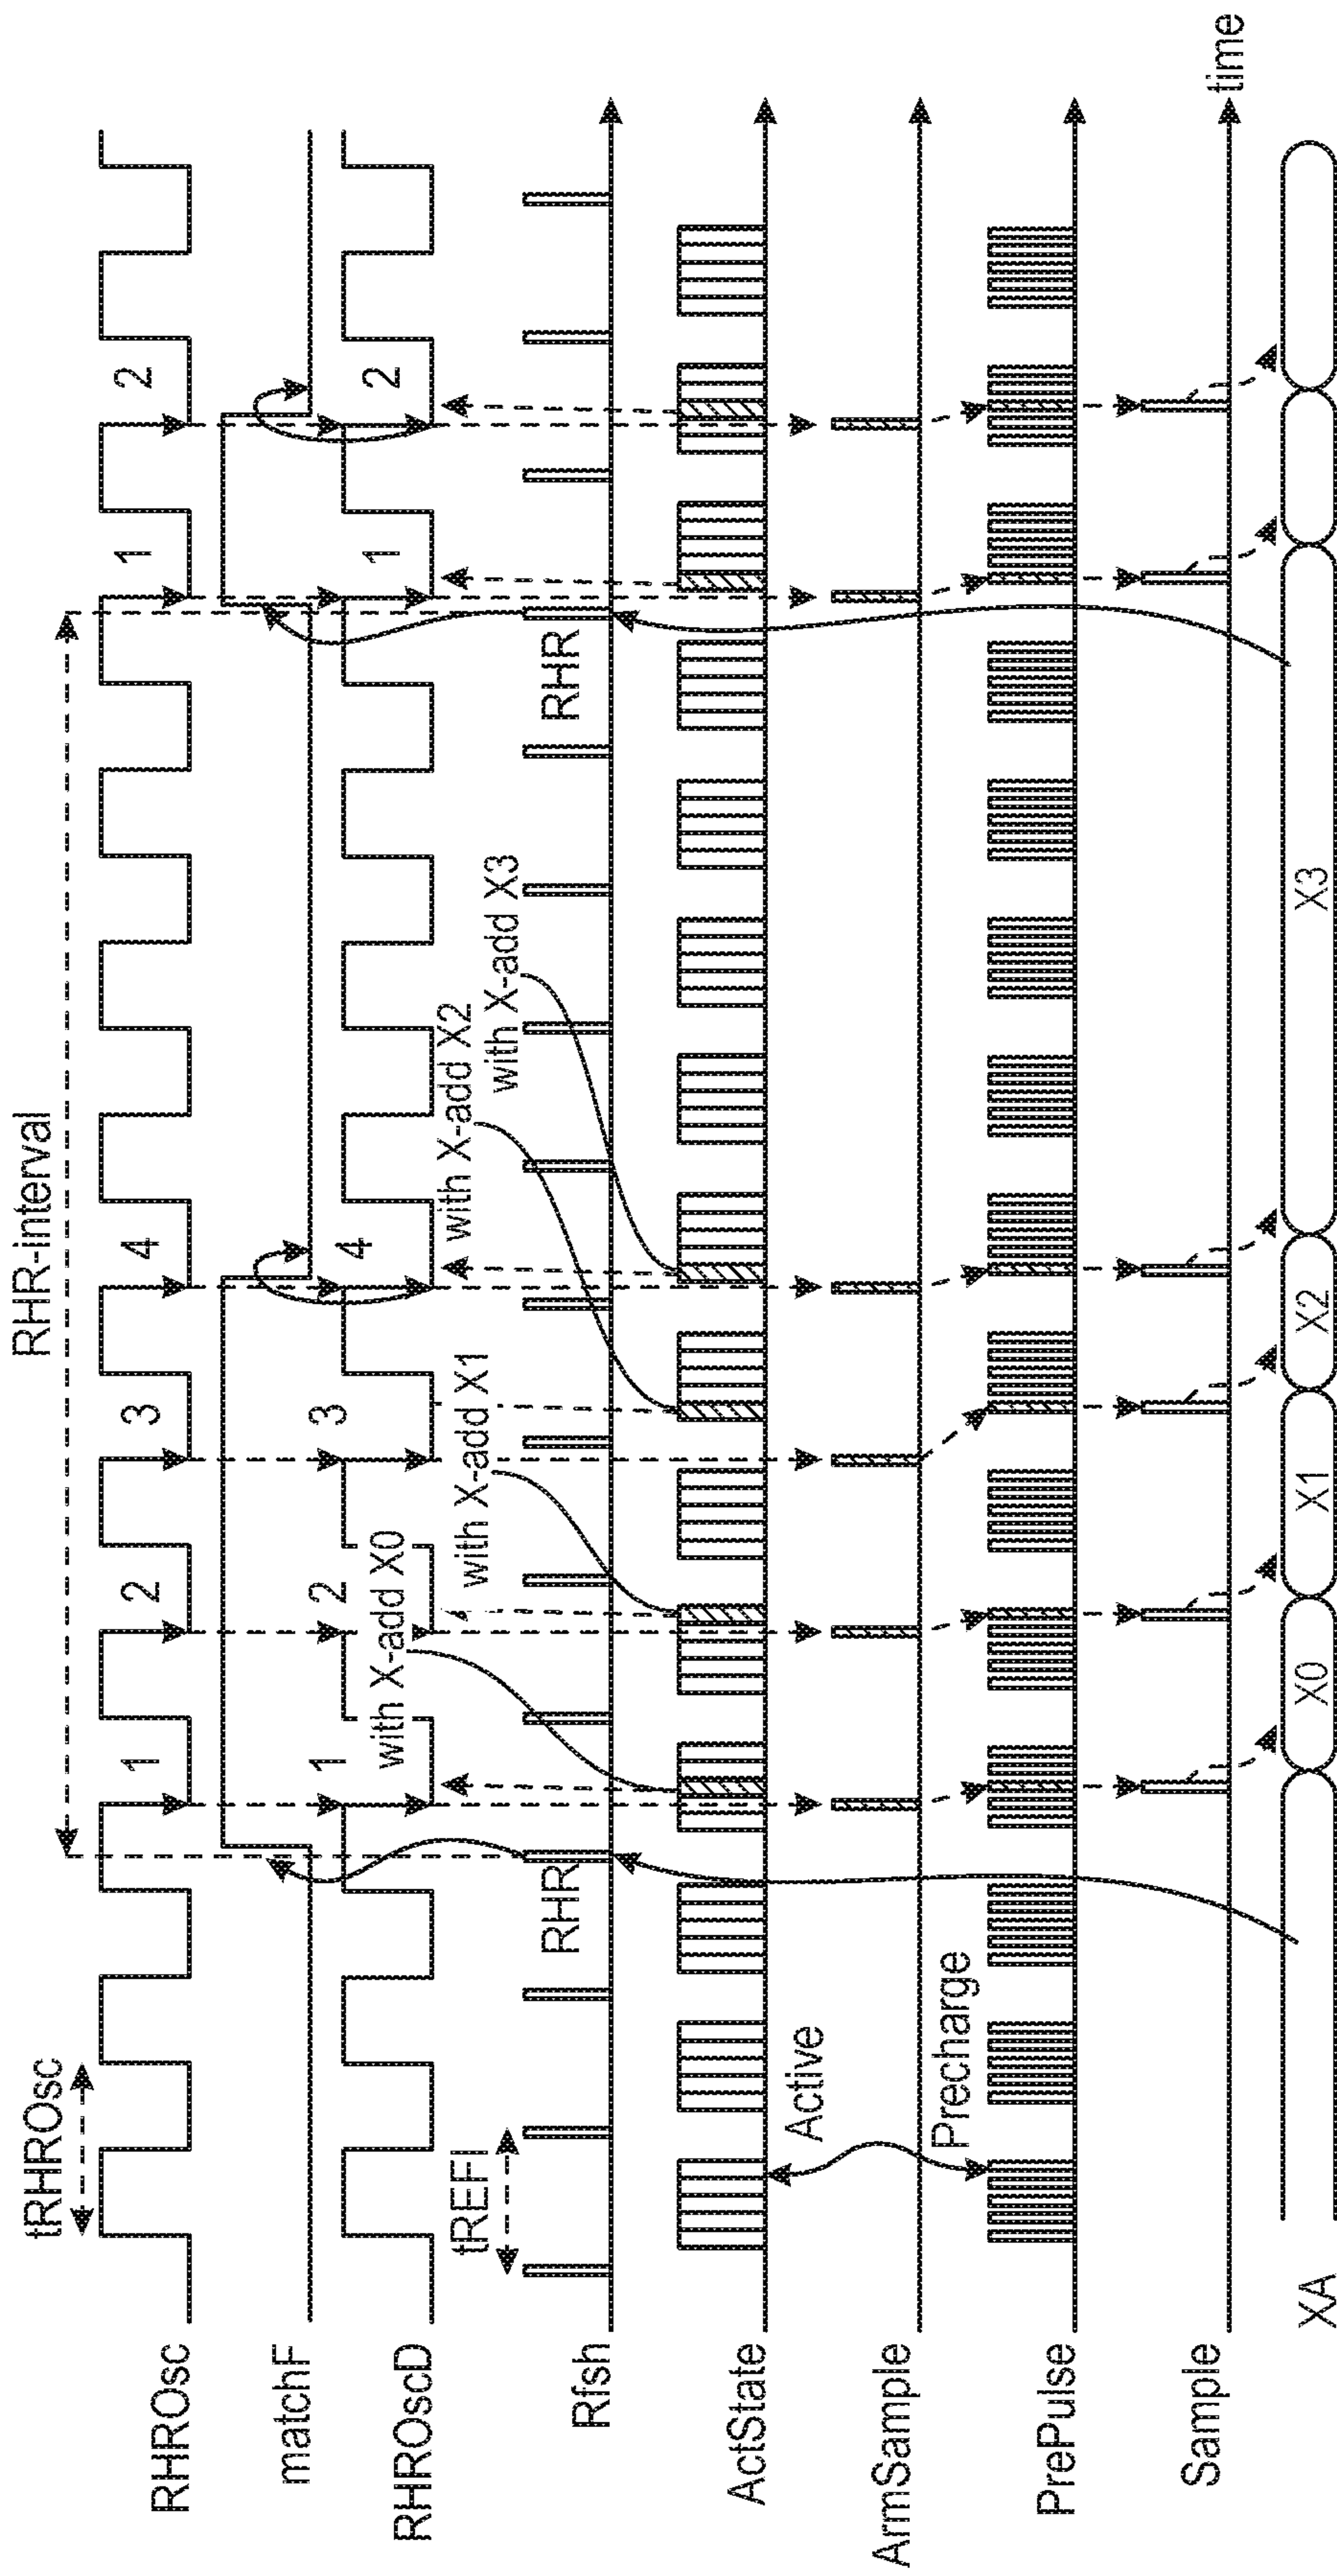 RHR-interval
tRHROsc
RHROsc
1
2
3
4
1
2
matchF
RHROscD
1
2
3
4
1
2
with X-add X0
with X-add X1
with X-add X2
with X-add X3
tREFI
Rfsh
RHR
RHR
ActState
Active
ArmSample
Precharge
PrePulse
Sample
time
XA
X0
X1
X2
X3